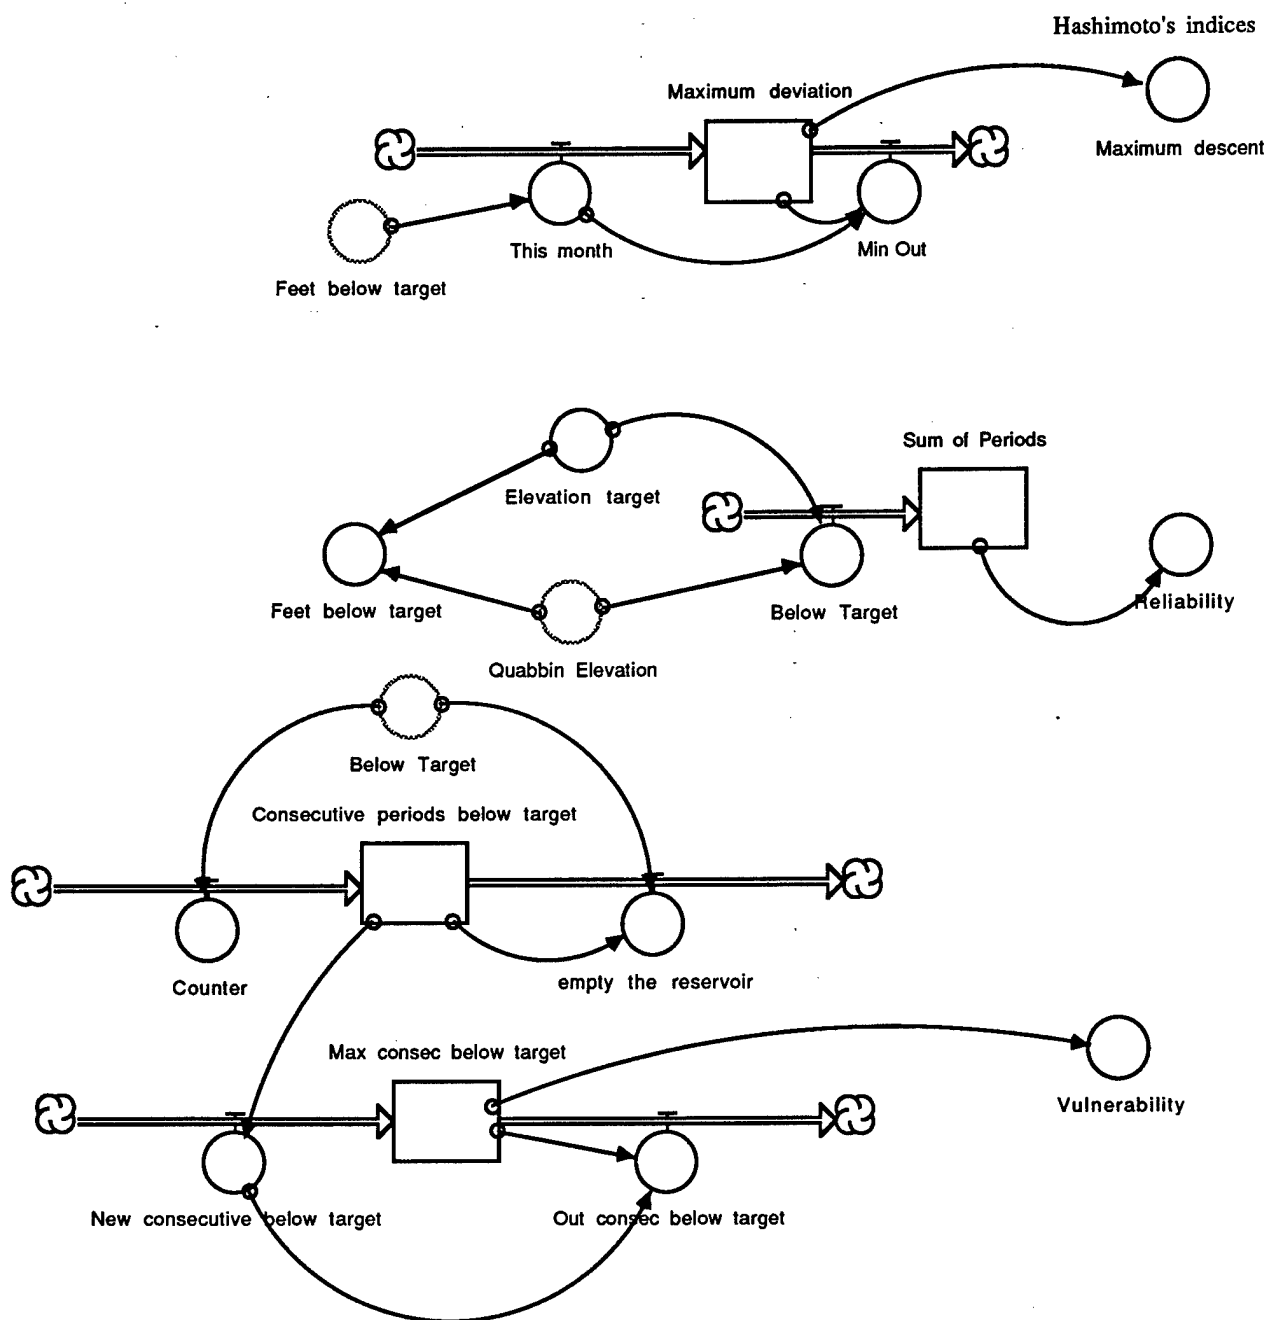 Hashimoto's indices
Maximum deviation
Maximum descent
This month
Min Out
Feet below target
Sum of Periods
Elevation target
Feet below target
Below Target
Reliability
Quabbin Elevation
Below Target
Consecutive periods below target
Counter
empty the reservoir
Max consec below target
Vulnerability
New consecutive below target
Out consec below target